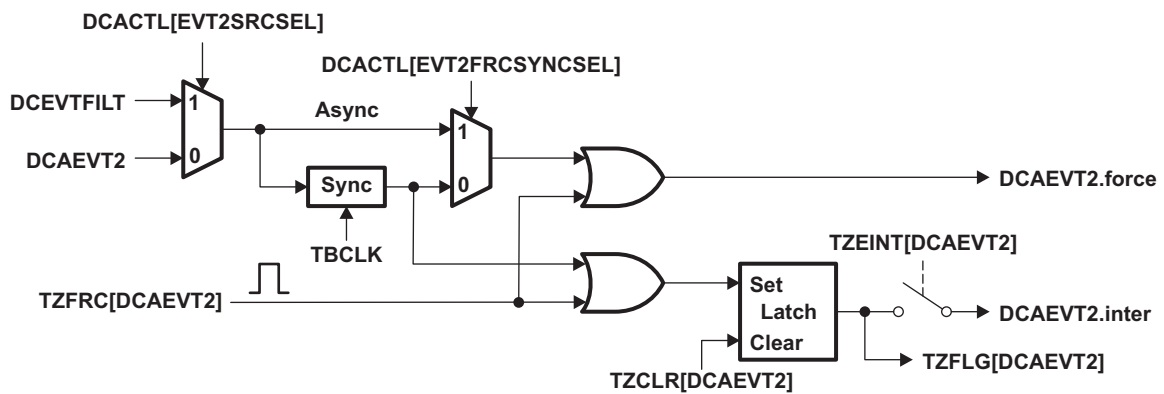 DCACTL[EVT2SRCSEL]
DCACTL[EVT2FRCSYNCSEL]
DCEVTFILT
1
Async
1
DCAEVT2
0
Sync
0
DCAEVT2.force
TBCLK
TZEINT[DCAEVT2]
TZFRC[DCAEVT2]
Set
Latch
DCAEVT2.inter
Clear
TZFLG[DCAEVT2]
TZCLR[DCAEVT2]